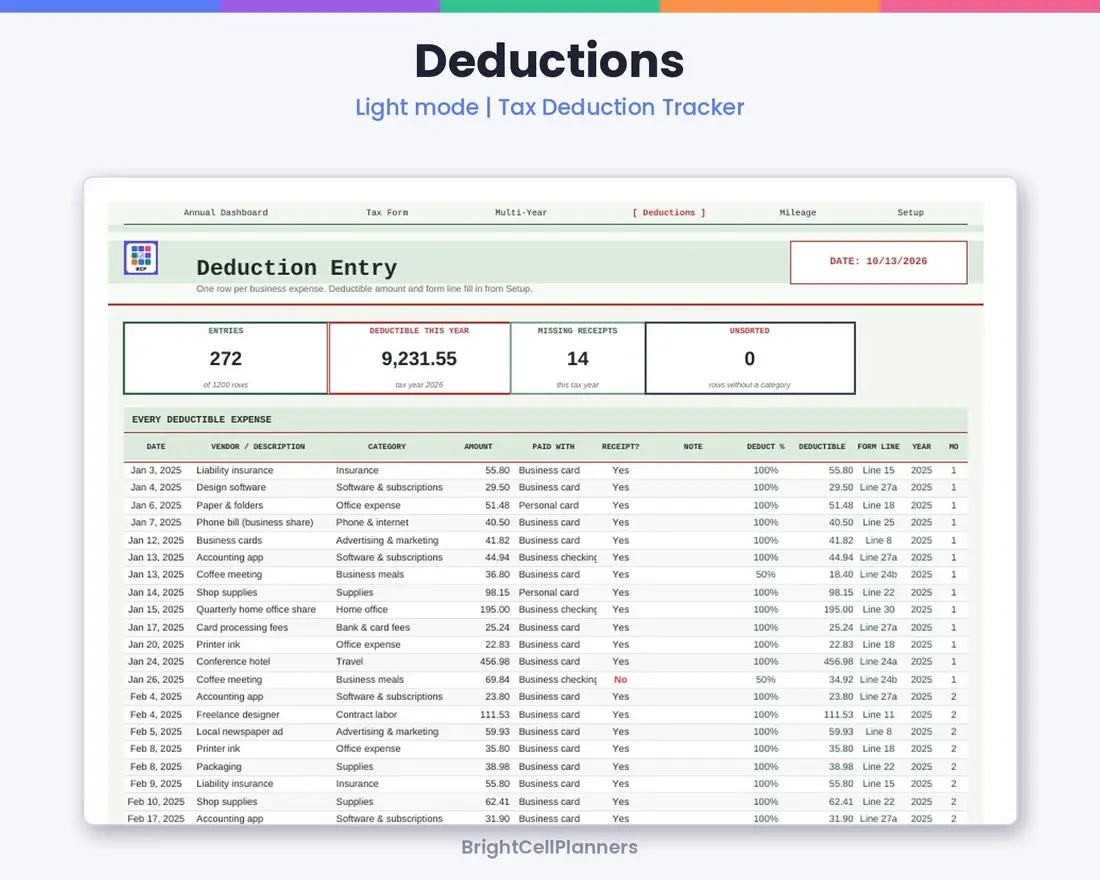 Deductions
Light mode | Tax Deduction Tracker
Annual Dashboard Tax Form Multi-Year [ Deductions ] Mileage Setup
BCP
Deduction Entry
DATE: 10/13/2026
One row per business expense. Deductible amount and form line fill in from Setup.
ENTRIES DEDUCTIBLE THIS YEAR MISSING RECEIPTS UNSORTED
272 9,231.55 14 0
of 1200 rows tax year 2026 this tax year rows without a category
EVERY DEDUCTIBLE EXPENSE
DATE VENDOR / DESCRIPTION CATEGORY AMOUNT PAID WITH RECEIPT? NOTE DEDUCT % DEDUCTIBLE FORM LINE YEAR MO
Jan 3, 2025 Liability insurance Insurance 55.80 Business card Yes 100% 55.80 Line 15 2025 1
Jan 4, 2025 Design software Software & subscriptions 29.50 Business card Yes 100% 29.50 Line 27a 2025 1
Jan 6, 2025 Paper & folders Office expense 51.48 Personal card Yes 100% 51.48 Line 18 2025 1
Jan 7, 2025 Phone bill (business share) Phone & internet 40.50 Business card Yes 100% 40.50 Line 25 2025 1
Jan 12, 2025 Business cards Advertising & marketing 41.82 Business card Yes 100% 41.82 Line 8 2025 1
Jan 13, 2025 Accounting app Software & subscriptions 44.94 Business checking Yes 100% 44.94 Line 27a 2025 1
Jan 13, 2025 Coffee meeting Business meals 36.80 Business card Yes 50% 18.40 Line 24b 2025 1
Jan 14, 2025 Shop supplies Supplies 98.15 Personal card Yes 100% 98.15 Line 22 2025 1
Jan 15, 2025 Quarterly home office share Home office 195.00 Business checking Yes 100% 195.00 Line 30 2025 1
Jan 17, 2025 Card processing fees Bank & card fees 25.24 Business card Yes 100% 25.24 Line 27a 2025 1
Jan 20, 2025 Printer ink Office expense 22.83 Business card Yes 100% 22.83 Line 18 2025 1
Jan 24, 2025 Conference hotel Travel 456.98 Business card Yes 100% 456.98 Line 24a 2025 1
Jan 26, 2025 Coffee meeting Business meals 69.84 Business checking No 50% 34.92 Line 24b 2025 1
Feb 4, 2025 Accounting app Software & subscriptions 23.80 Business card Yes 100% 23.80 Line 27a 2025 2
Feb 4, 2025 Freelance designer Contract labor 111.53 Business card Yes 100% 111.53 Line 11 2025 2
Feb 5, 2025 Local newspaper ad Advertising & marketing 59.93 Business card Yes 100% 59.93 Line 8 2025 2
Feb 8, 2025 Printer ink Office expense 35.80 Business card Yes 100% 35.80 Line 18 2025 2
Feb 8, 2025 Packaging Supplies 38.98 Business card Yes 100% 38.98 Line 22 2025 2
Feb 9, 2025 Liability insurance Insurance 55.80 Business card Yes 100% 55.80 Line 15 2025 2
Feb 10, 2025 Shop supplies Supplies 62.41 Business card Yes 100% 62.41 Line 22 2025 2
Feb 17, 2025 Accounting app Software & subscriptions 31.90 Business card Yes 100% 31.90 Line 27a 2025 2
BrightCellPlanners